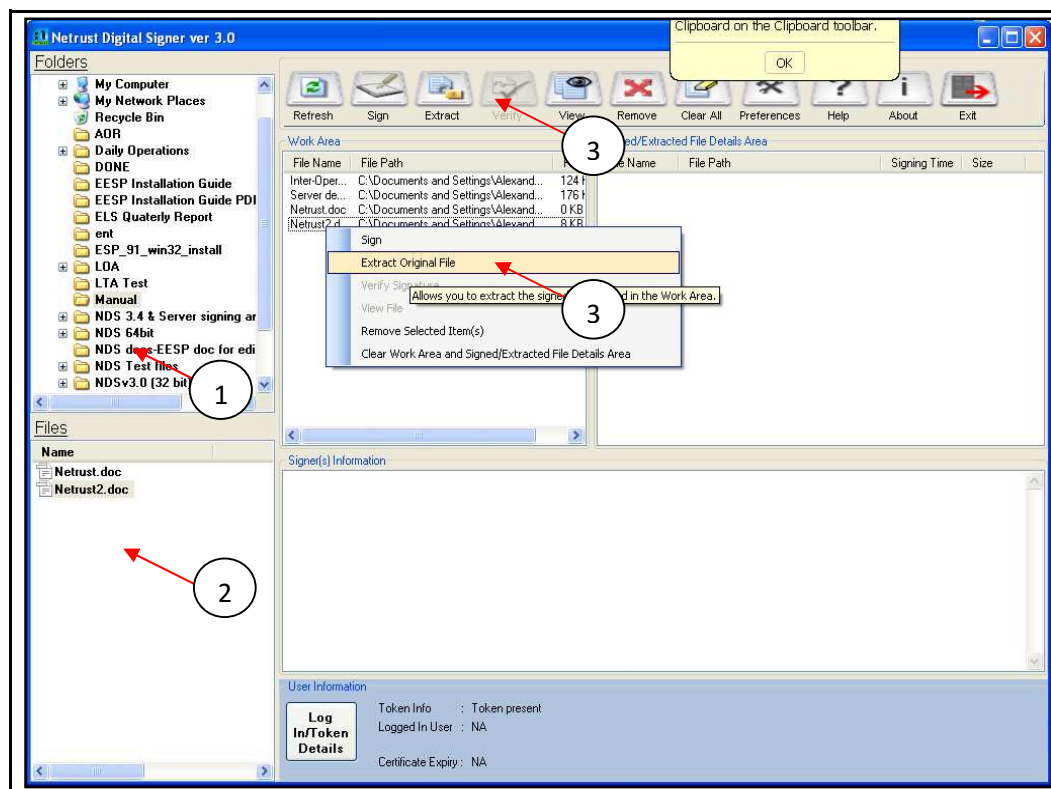 Netrust Digital Signer ver 3.0
Clipboard on the Clipboard toolbar.
OK
Folders
My Computer
My Network Places
Recycle Bin
AOR
Daily Operations
DONE
EESP Installation Guide
EESP Installation Guide PDI
ELS Quaterly Report
ent
ESP_91_win32_install
LOA
LTA Test
Manual
NDS 3.4 & Server signing ar
NDS 64bit
NDS docs-EESP doc for edi
NDS Test files
NDSv3.0 (32 bit)
1
Refresh Sign Extract Verify View Remove Clear All Preferences Help About Exit
3
Work Area
File Name File Path
Inter-Oper... C:\Documents and Settings\Alexand... 124
Server de... C:\Documents and Settings\Alexand... 176
Netrust.doc C:\Documents and Settings\Alexand... 0 KB
Netrust2.d... C:\Documents and Settings\Alexand... 8 KB
ed/Extracted File Details Area
e Name File Path Signing Time Size
Sign
Extract Original File
Verify Signature
Allows you to extract the signe d in the Work Area.
View File
3
Remove Selected Item(s)
Clear Work Area and Signed/Extracted File Details Area
Files
Name
Netrust.doc
Netrust2.doc
2
Signer(s) Information
User Information
Log
In/Token
Details
Token Info : Token present
Logged In User : NA
Certificate Expiry : NA